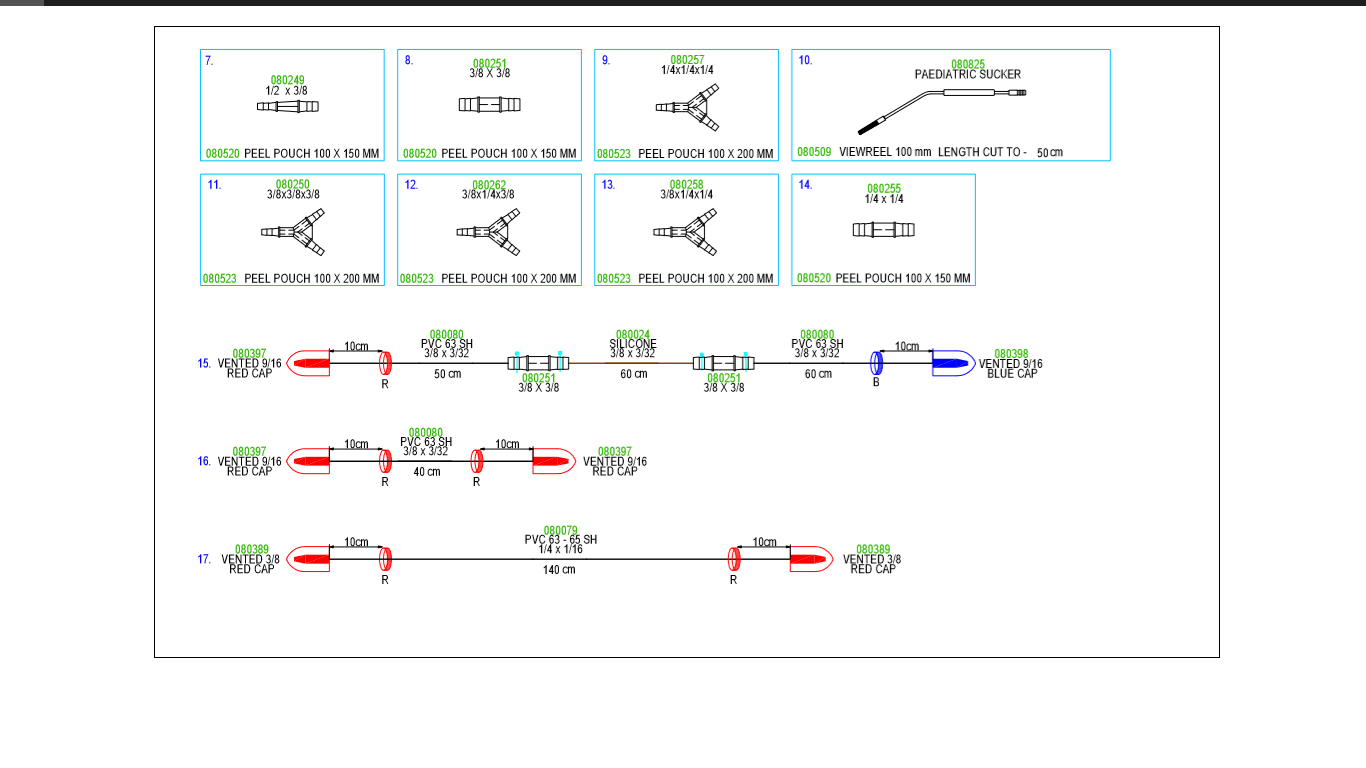 7.
080249
1/2 x 3/8
080520 PEEL POUCH 100 X 150 MM
8.
080251
3/8 X 3/8
080520 PEEL POUCH 100 X 150 MM
9.
080257
1/4x1/4x1/4
080523 PEEL POUCH 100 X 200 MM
10.
080825
PAEDIATRIC SUCKER
080509 VIEWREEL 100 mm LENGTH CUT TO - 50 cm
11.
080250
3/8x3/8x3/8
080523 PEEL POUCH 100 X 200 MM
12.
080262
3/8x1/4x3/8
080523 PEEL POUCH 100 X 200 MM
13.
080258
3/8x1/4x1/4
080523 PEEL POUCH 100 X 200 MM
14.
080255
1/4 x 1/4
080520 PEEL POUCH 100 X 150 MM
15.
080397
VENTED 9/16
RED CAP
10cm
R
080080
PVC 63 SH
3/8 x 3/32
50 cm
080251
3/8 X 3/8
080024
SILICONE
3/8 x 3/32
60 cm
080251
3/8 X 3/8
080080
PVC 63 SH
3/8 x 3/32
60 cm
B
10cm
080398
VENTED 9/16
BLUE CAP
16.
080397
VENTED 9/16
RED CAP
10cm
R
080080
PVC 63 SH
3/8 x 3/32
40 cm
R
10cm
080397
VENTED 9/16
RED CAP
17.
080389
VENTED 3/8
RED CAP
10cm
R
080079
PVC 63 - 65 SH
1/4 x 1/16
140 cm
R
10cm
080389
VENTED 3/8
RED CAP